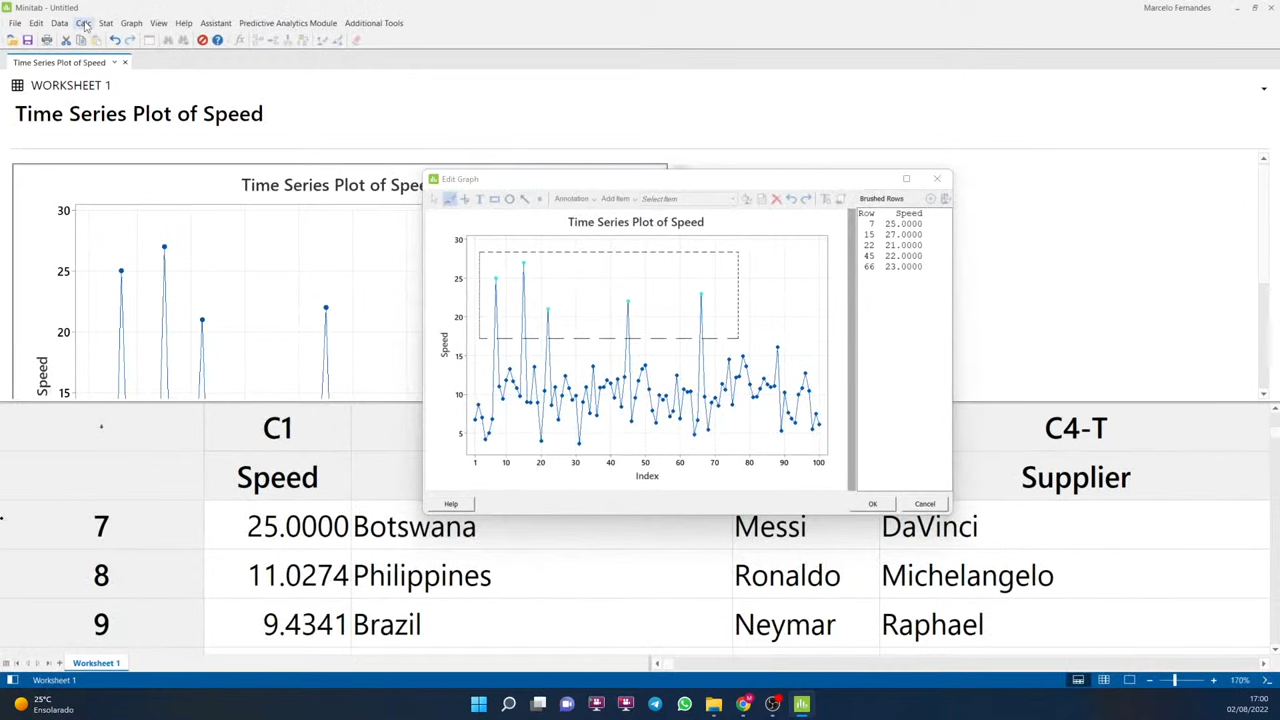 Minitab - Untitled
Marcelo Fernandes
File Edit Data Calc Stat Graph View Help Assistant Predictive Analytics Module Additional Tools
Time Series Plot of Speed
WORKSHEET 1
Time Series Plot of Speed
Time Series Plot of Spee
30
25
20
15
Speed
Edit Graph
Annotation Add Item Select Item
Brushed Rows
Row Speed
7 25.0000
15 27.0000
22 21.0000
45 22.0000
66 23.0000
Time Series Plot of Speed
30
25
20
15
10
5
Speed
1 10 20 30 40 50 60 70 80 90 100
Index
Help OK Cancel
C1 C4-T
Speed Supplier
7 25.0000 Botswana Messi DaVinci
8 11.0274 Philippines Ronaldo Michelangelo
9 9.4341 Brazil Neymar Raphael
Worksheet 1
Worksheet 1
170%
25°C
Ensolarado
17:00
02/08/2022